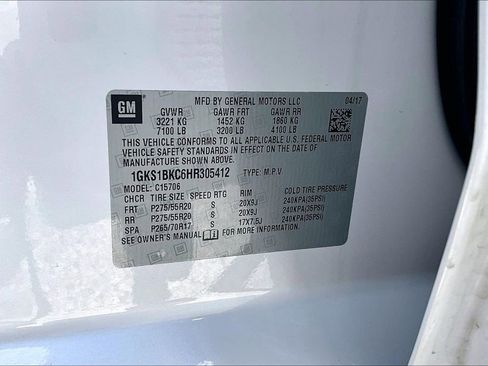 GM
MFD BY GENERAL MOTORS LLC 04/17
GVWR GAWR FRT GAWR RR
3221 KG 1452 KG 1860 KG
7100 LB 3200 LB 4100 LB
THIS VEHICLE CONFORMS TO ALL APPLICABLE U.S. FEDERAL MOTOR
VEHICLE SAFETY STANDARDS IN EFFECT ON THE DATE OF
MANUFACTURE SHOWN ABOVE.
1GKS1BKC6HR305412 TYPE: M.P.V
MODEL: C15706
CHCR TIRE SIZE SPEED RTG RIM COLD TIRE PRESSURE
FRT P275/55R20 S 20X9J 240KPA(35PSI)
RR P275/55R20 S 20X9J 240KPA(35PSI)
SPA P265/70R17 S 17X7.5J 240KPA(35PSI)
SEE OWNER'S MANUAL FOR MORE INFORMATION.